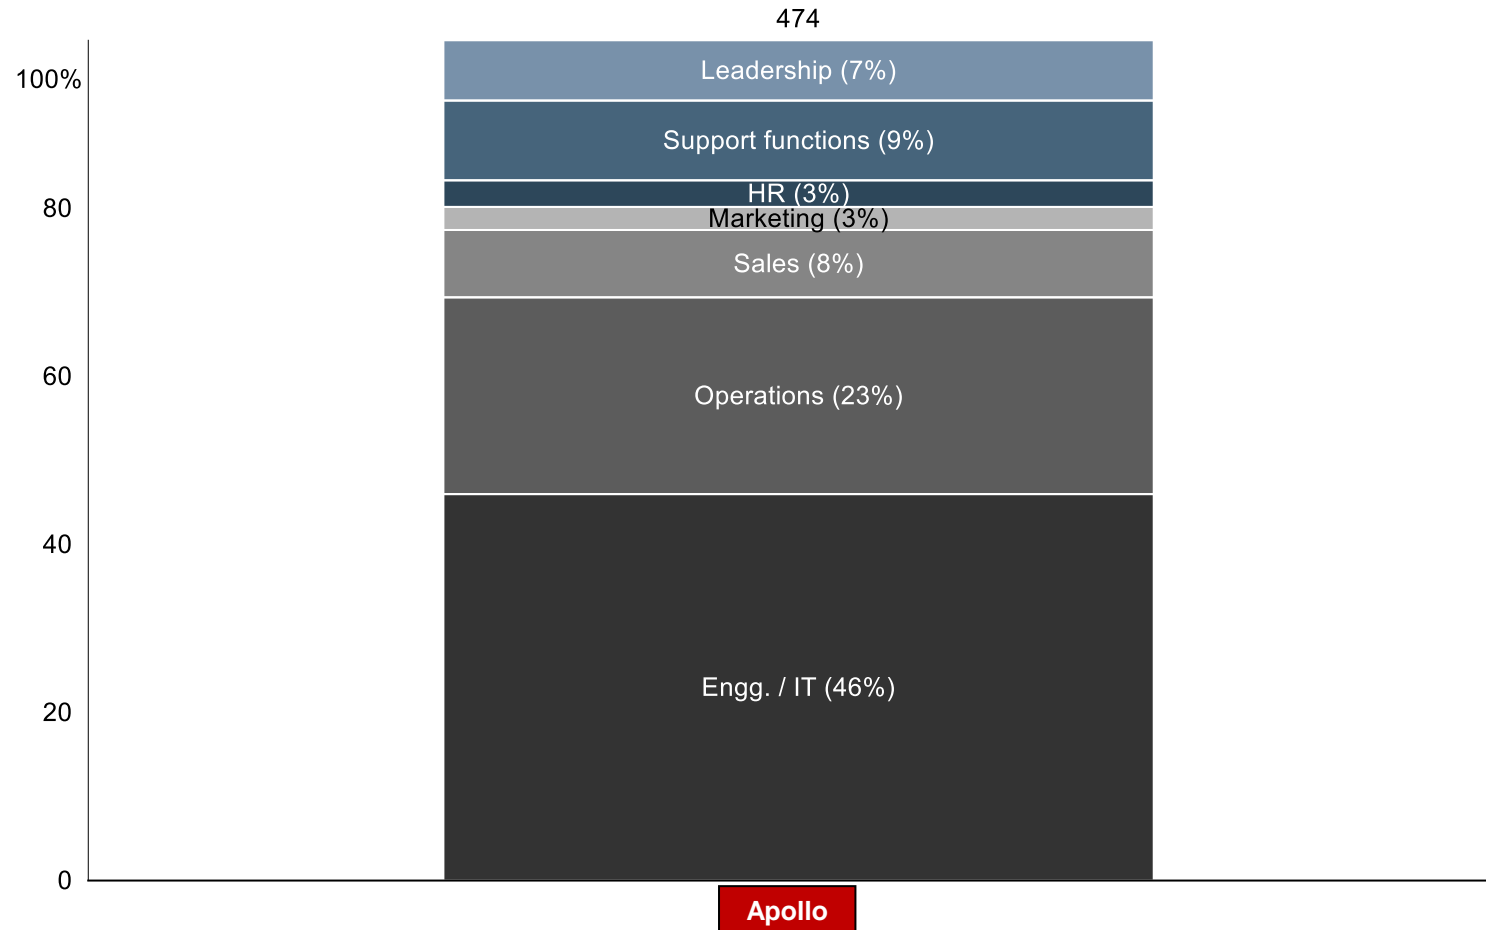 474
100%
Leadership (7%)
Support functions (9%)
HR (3%)
80
Marketing (3%)
Sales (8%)
60
Operations (23%)
40
Engg. / IT (46%)
20
0
Apollo